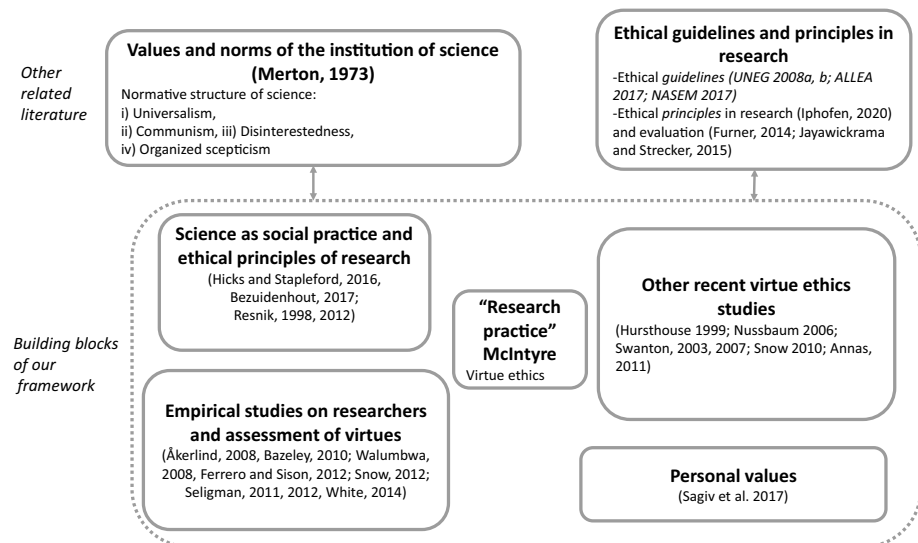 Other
related
literature
Values and norms of the institution of science
(Merton, 1973)
Normative structure of science:
i) Universalism,
ii) Communism, iii) Disinterestedness,
iv) Organized scepticism
Ethical guidelines and principles in
research
-Ethical guidelines (UNEG 2008a, b; ALLEA
2017; NASEM 2017)
-Ethical principles in research (Iphofen, 2020)
and evaluation (Furner, 2014; Jayawickrama
and Strecker, 2015)
Building blocks
of our
framework
Science as social practice and
ethical principles of research
(Hicks and Stapleford, 2016,
Bezuidenhout, 2017;
Resnik, 1998, 2012)
"Research
practice"
McIntyre
Virtue ethics
Other recent virtue ethics
studies
(Hursthouse 1999; Nussbaum 2006;
Swanton, 2003, 2007; Snow 2010; Annas,
2011)
Empirical studies on researchers
and assessment of virtues
(Åkerlind, 2008, Bazeley, 2010; Walumbwa,
2008, Ferrero and Sison, 2012; Snow, 2012;
Seligman, 2011, 2012, White, 2014)
Personal values
(Sagiv et al. 2017)